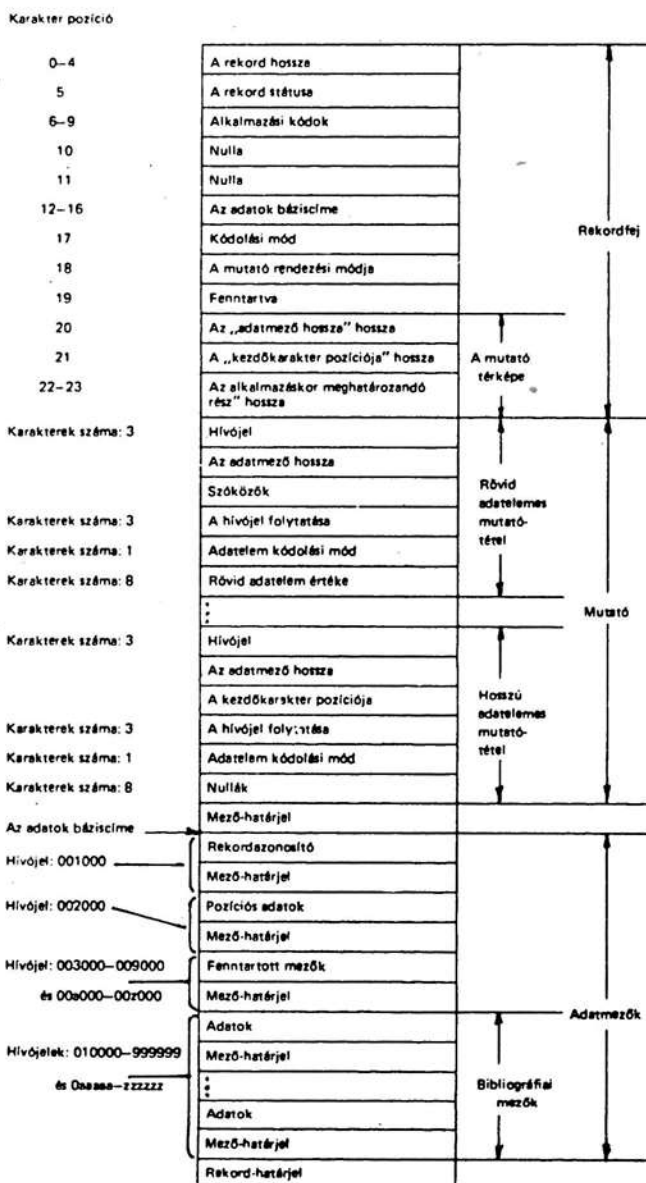 Karakter pozíció
0–4 A rekord hossza
5 A rekord státusa
6–9 Alkalmazási kódok
10 Nulla
11 Nulla
12–16 Az adatok báziscíme
Rekordfej
17 Kódolási mód
18 A mutató rendezési módja
19 Fenntartva
20 Az „adatmező hossza" hossza
21 A „kezdőkarakter pozíciója" hossza
A mutató
térképe
22–23 Az alkalmazáskor meghatározandó
rész" hossza
Karakterek száma: 3 Hívójel
Az adatmező hossza
Szóközök
Rövid
adatelemes
mutató-
tétel
Karakterek száma: 3 A hívójel folytatása
Karakterek száma: 1 Adatelem kódolási mód
Karakterek száma: 8 Rövid adatelem értéke
Mutató
Karakterek száma: 3 Hívójel
Az adatmező hossza
A kezdőkarakter pozíciója
Hosszú
adatelemes
mutató-
tétel
Karakterek száma: 3 A hívójel folytatása
Karakterek száma: 1 Adatelem kódolási mód
Karakterek száma: 8 Nullák
Mező-határjel
Az adatok báziscíme
Rekordazonosító
Hívójel: 001000
Mező-határjel
Hívójel: 002000 Pozíciós adatok
Mező-határjel
Hívójel: 003000–009000 Fenntartott mezők
és 00a000–00z000 Mező-határjel
Adatmezők
Adatok
Hívójelek: 010000–999999 Mező-határjel
és 0aaaaa–zzzzzz
Bibliográfiai
mezők
Adatok
Mező-határjel
Rekord-határjel